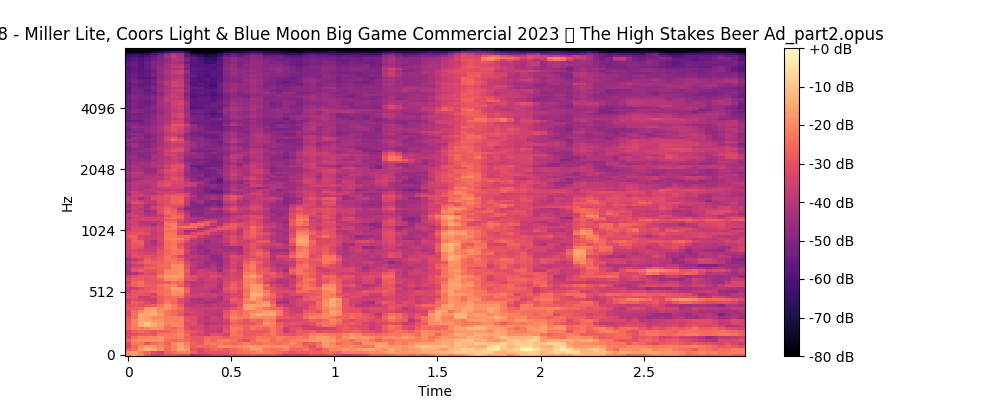 8 - Miller Lite, Coors Light & Blue Moon Big Game Commercial 2023 ▯ The High Stakes Beer Ad_part2.opus
+0 dB
-10 dB
-20 dB
-30 dB
-40 dB
-50 dB
-60 dB
-70 dB
-80 dB
4096
2048
1024
512
0
Hz
0 0.5 1 1.5 2 2.5
Time